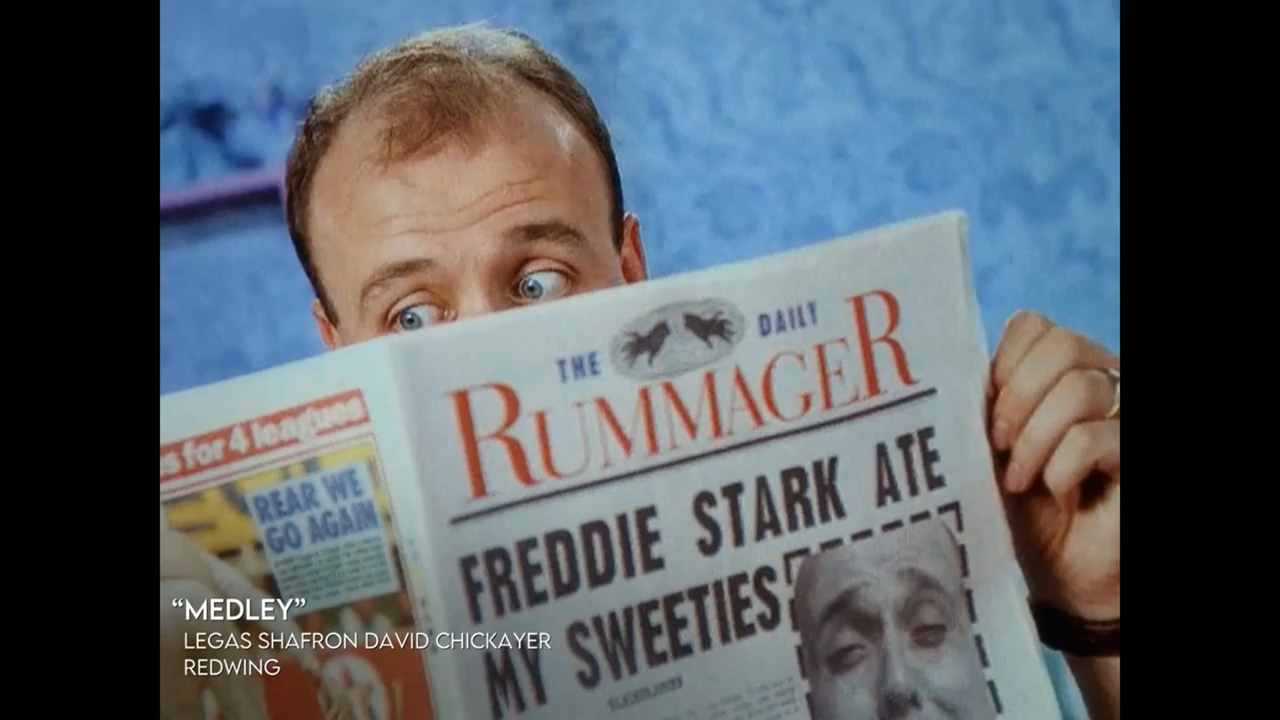 s for 4 leagues
REAR WE
GO AGAIN
THE DAILY
RUMMAGER
FREDDIE STARK ATE
MY SWEETIES
“MEDLEY”
LEGAS SHAFRON DAVID CHICKAYER
REDWING